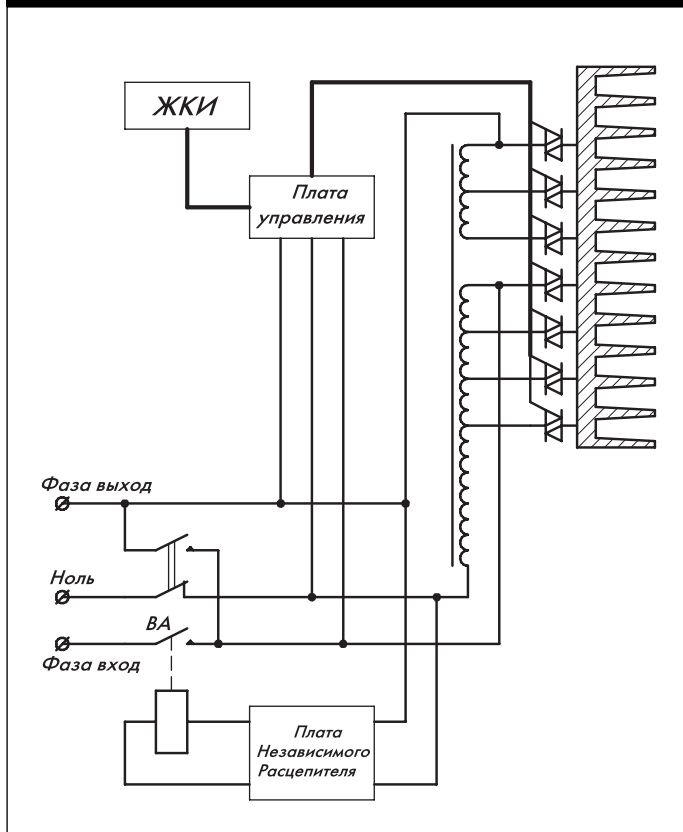 ЖКИ
Плата
управления
Фаза выход
Ноль
ВА
Фаза вход
Плата
Независимого
Расцепителя